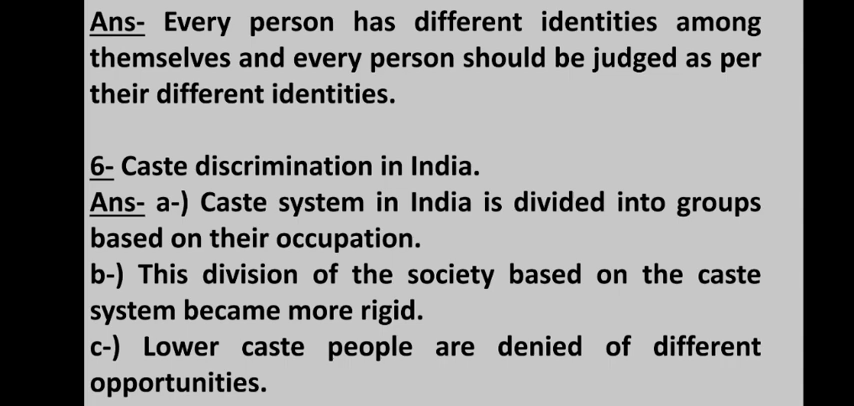 Ans- Every person has different identities among
themselves and every person should be judged as per
their different identities.
6- Caste discrimination in India.
Ans- a-) Caste system in India is divided into groups
based on their occupation.
b-) This division of the society based on the caste
system became more rigid.
c-) Lower caste people are denied of different
opportunities.